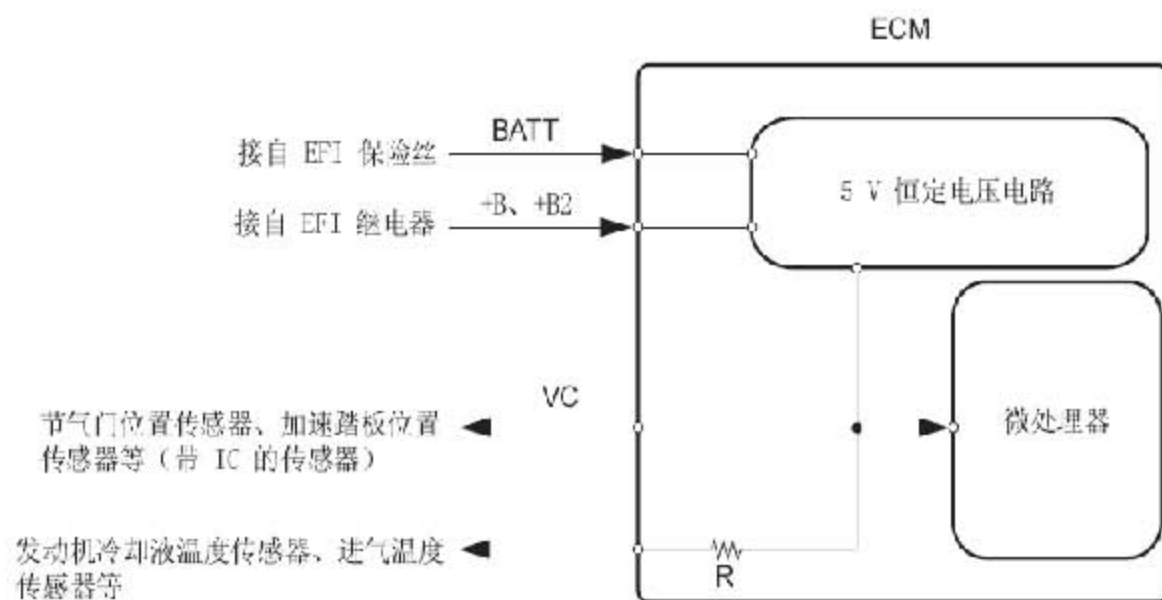 ECM
BATT
接自 EFI 保险丝
5 V 恒定电压电路
+B、+B2
接自 EFI 继电器
VC
节气门位置传感器、加速踏板位置
传感器等（带 IC 的传感器）
微处理器
发动机冷却液温度传感器、进气温度
传感器等
R